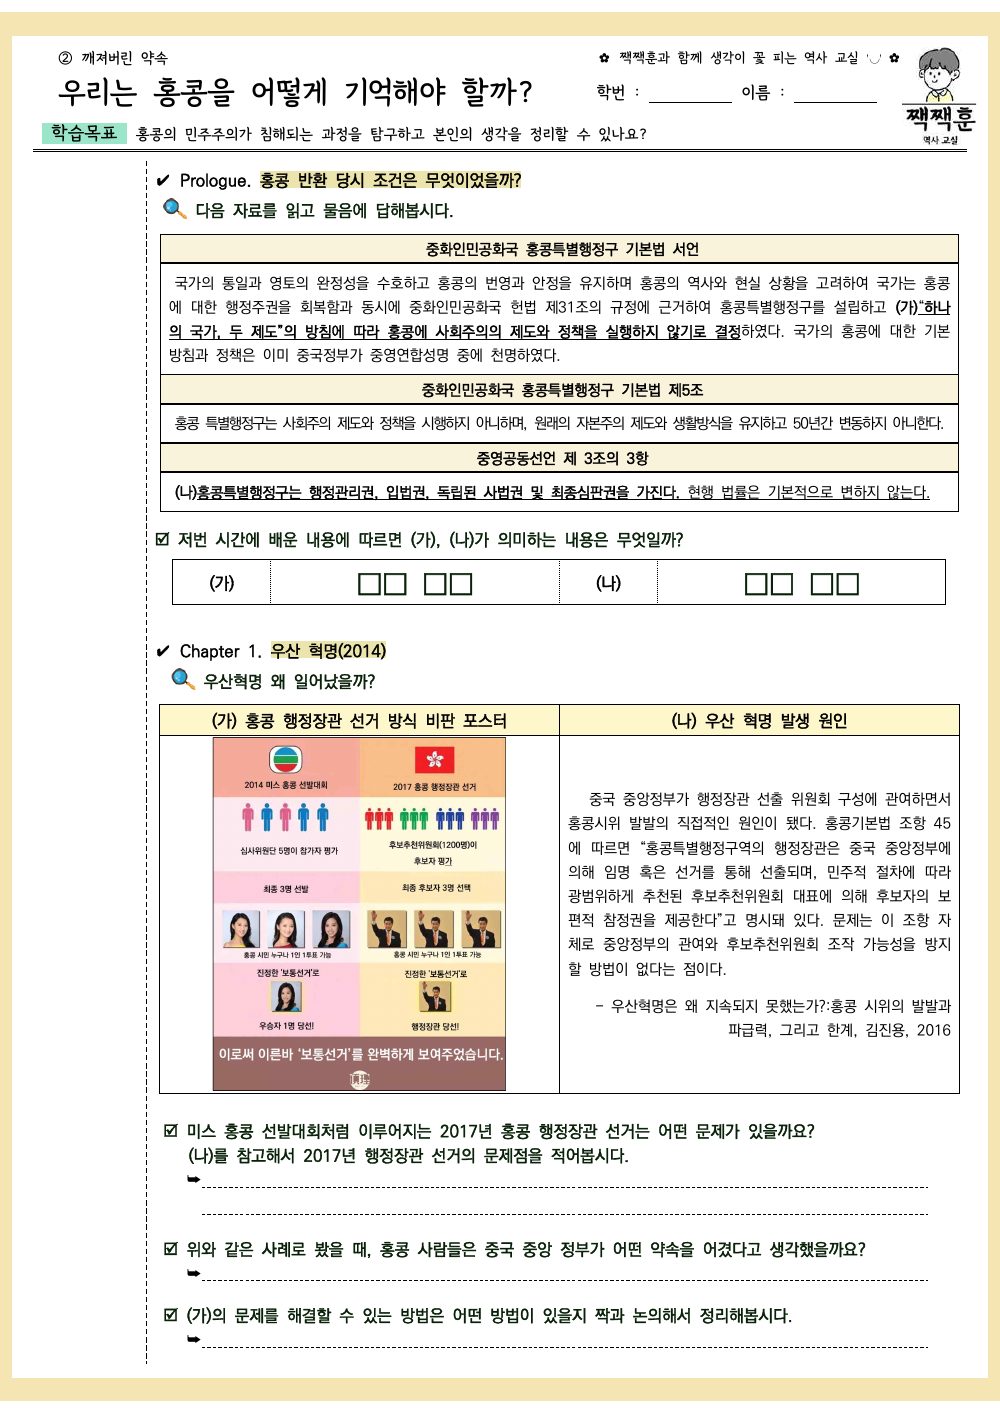 ② 깨져버린 약속
✿ 짹짹훈과 함께 생각이 꽃 피는 역사 교실 ✿
우리는 홍콩을 어떻게 기억해야 할까?
학번 : 이름 :
짹짹훈
역사 교실
학습목표 홍콩의 민주주의가 침해되는 과정을 탐구하고 본인의 생각을 정리할 수 있나요?
✔ Prologue. 홍콩 반환 당시 조건은 무엇이었을까?
다음 자료를 읽고 물음에 답해봅시다.
중화인민공화국 홍콩특별행정구 기본법 서언
국가의 통일과 영토의 완정성을 수호하고 홍콩의 번영과 안정을 유지하며 홍콩의 역사와 현실 상황을 고려하여 국가는 홍콩
에 대한 행정주권을 회복함과 동시에 중화인민공화국 헌법 제31조의 규정에 근거하여 홍콩특별행정구를 설립하고 (가)“하나
의 국가, 두 제도”의 방침에 따라 홍콩에 사회주의의 제도와 정책을 실행하지 않기로 결정하였다. 국가의 홍콩에 대한 기본
방침과 정책은 이미 중국정부가 중영연합성명 중에 천명하였다.
중화인민공화국 홍콩특별행정구 기본법 제5조
홍콩 특별행정구는 사회주의 제도와 정책을 시행하지 아니하며, 원래의 자본주의 제도와 생활방식을 유지하고 50년간 변동하지 아니한다.
중영공동선언 제 3조의 3항
(나)홍콩특별행정구는 행정관리권, 입법권, 독립된 사법권 및 최종심판권을 가진다. 현행 법률은 기본적으로 변하지 않는다.
☑ 저번 시간에 배운 내용에 따르면 (가), (나)가 의미하는 내용은 무엇일까?
(가) □□ □□ (나) □□ □□
✔ Chapter 1. 우산 혁명(2014)
우산혁명 왜 일어났을까?
(가) 홍콩 행정장관 선거 방식 비판 포스터
2014 미스 홍콩 선발대회
2017 홍콩 행정장관 선거
심사위원단 5명이 참가자 평가
후보추천위원회(1200명)이
후보자 평가
최종 3명 선발
최종 후보자 3명 선택
홍콩 시민 누구나 1인 1투표 가능
홍콩 시민 누구나 1인 1투표 가능
진정한 '보통선거'로
진정한 '보통선거'로
우승자 1명 당선!
행정장관 당선!
이로써 이른바 ‘보통선거’를 완벽하게 보여주었습니다.
(나) 우산 혁명 발생 원인
중국 중앙정부가 행정장관 선출 위원회 구성에 관여하면서
홍콩시위 발발의 직접적인 원인이 됐다. 홍콩기본법 조항 45
에 따르면 “홍콩특별행정구역의 행정장관은 중국 중앙정부에
의해 임명 혹은 선거를 통해 선출되며, 민주적 절차에 따라
광범위하게 추천된 후보추천위원회 대표에 의해 후보자의 보
편적 참정권을 제공한다”고 명시돼 있다. 문제는 이 조항 자
체로 중앙정부의 관여와 후보추천위원회 조작 가능성을 방지
할 방법이 없다는 점이다.
- 우산혁명은 왜 지속되지 못했는가?:홍콩 시위의 발발과
파급력, 그리고 한계, 김진용, 2016
☑ 미스 홍콩 선발대회처럼 이루어지는 2017년 홍콩 행정장관 선거는 어떤 문제가 있을까요?
(나)를 참고해서 2017년 행정장관 선거의 문제점을 적어봅시다.
➥
☑ 위와 같은 사례로 봤을 때, 홍콩 사람들은 중국 중앙 정부가 어떤 약속을 어겼다고 생각했을까요?
➥
☑ (가)의 문제를 해결할 수 있는 방법은 어떤 방법이 있을지 짝과 논의해서 정리해봅시다.
➥